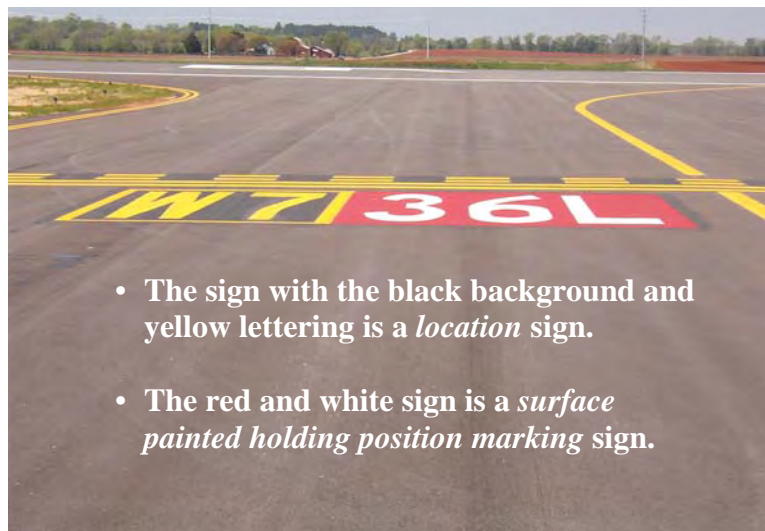 W7 36L
• The sign with the black background and
yellow lettering is a location sign.
• The red and white sign is a surface
painted holding position marking sign.